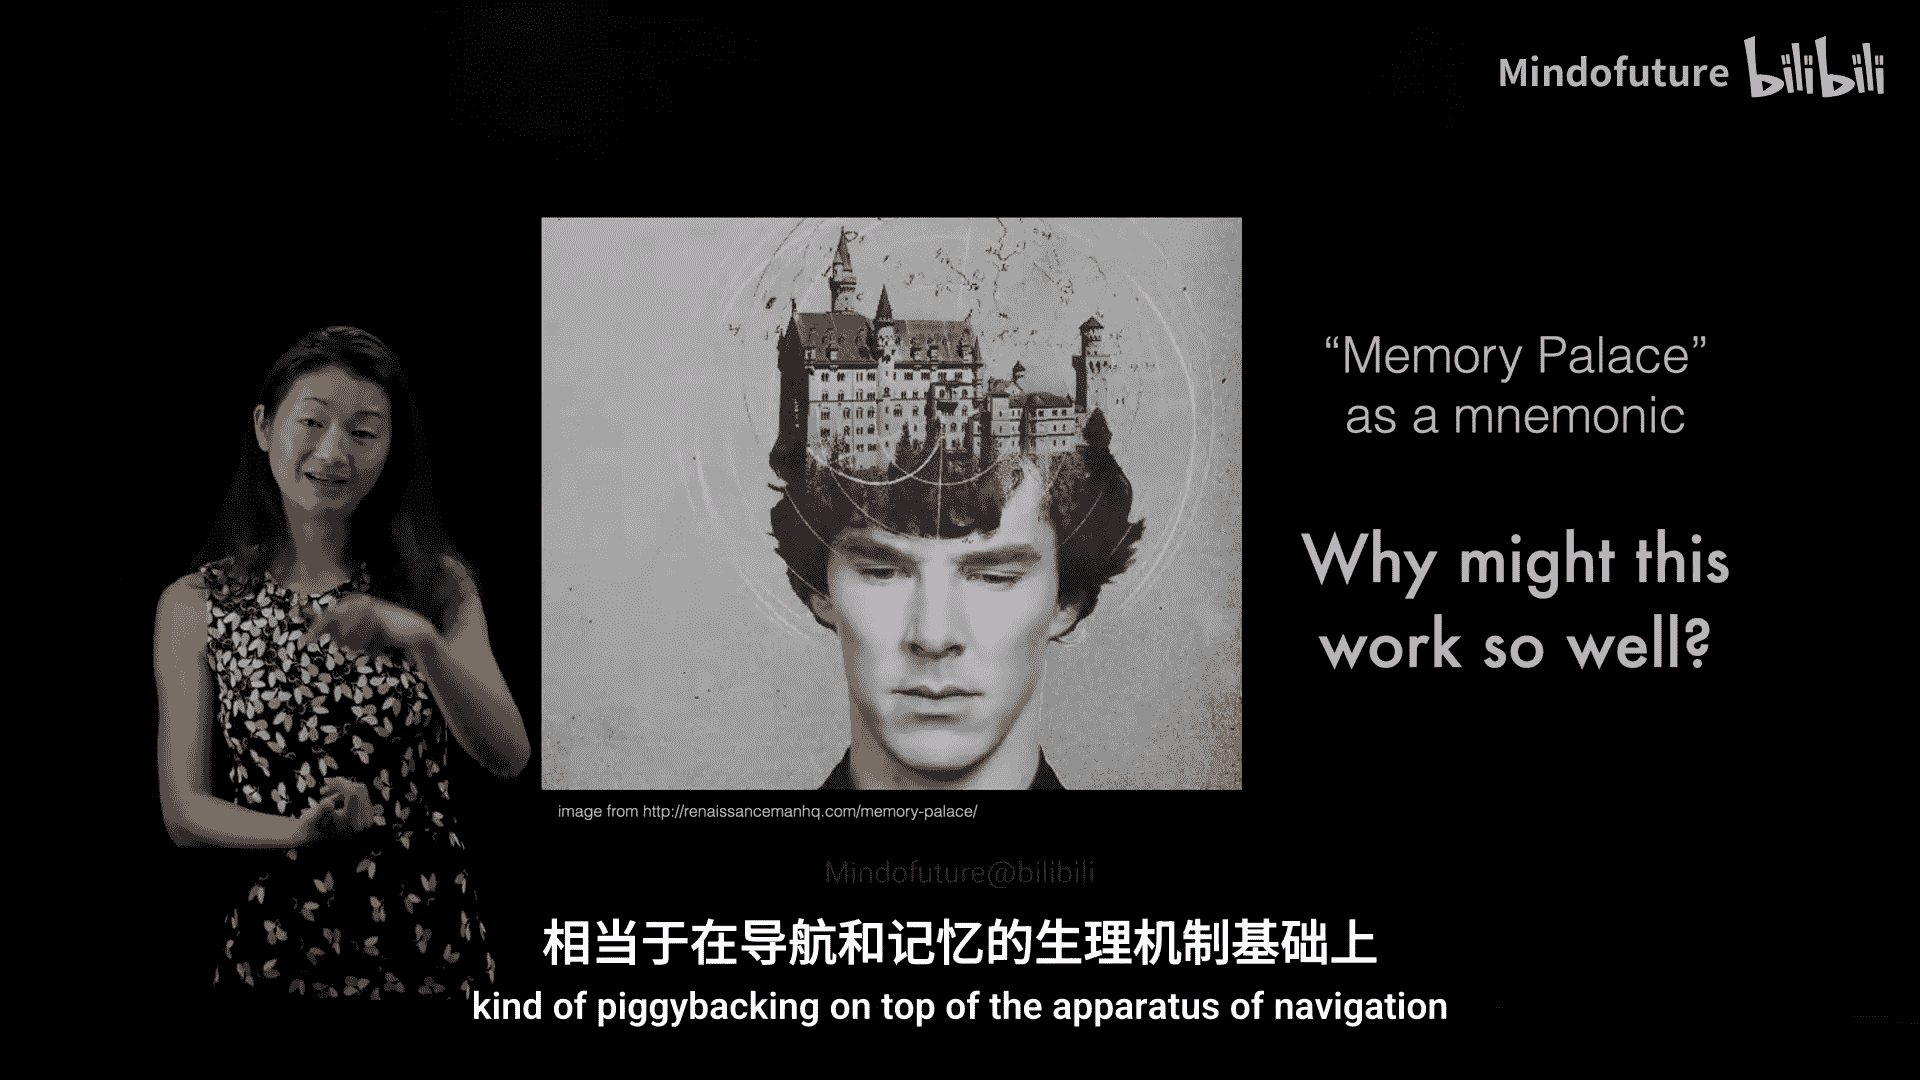 Mindofuture bilibili
“Memory Palace”
as a mnemonic
Why might this
work so well?
image from http://renaissancemanhq.com/memory-palace/
Mindofuture@bilibili
相当于在导航和记忆的生理机制基础上
kind of piggybacking on top of the apparatus of navigation